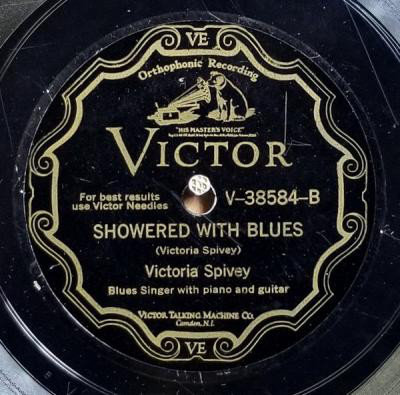 VE
Orthophonic Recording
"HIS MASTER'S VOICE"
VICTOR
For best results
use Victor Needles
V-38584-B
SHOWERED WITH BLUES
(Victoria Spivey)
Victoria Spivey
Blues Singer with piano and guitar
VICTOR TALKING MACHINE CO.
Camden, N.J.
VE